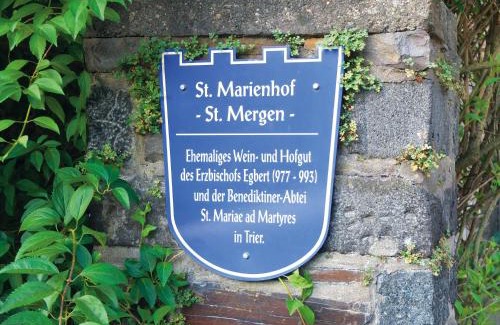 St. Marienhof
- St. Mergen -
Ehemaliges Wein- und Hofgut
des Erzbischofs Egbert (977 - 993)
und der Benediktiner-Abtei
St. Mariae ad Martyres
in Trier.